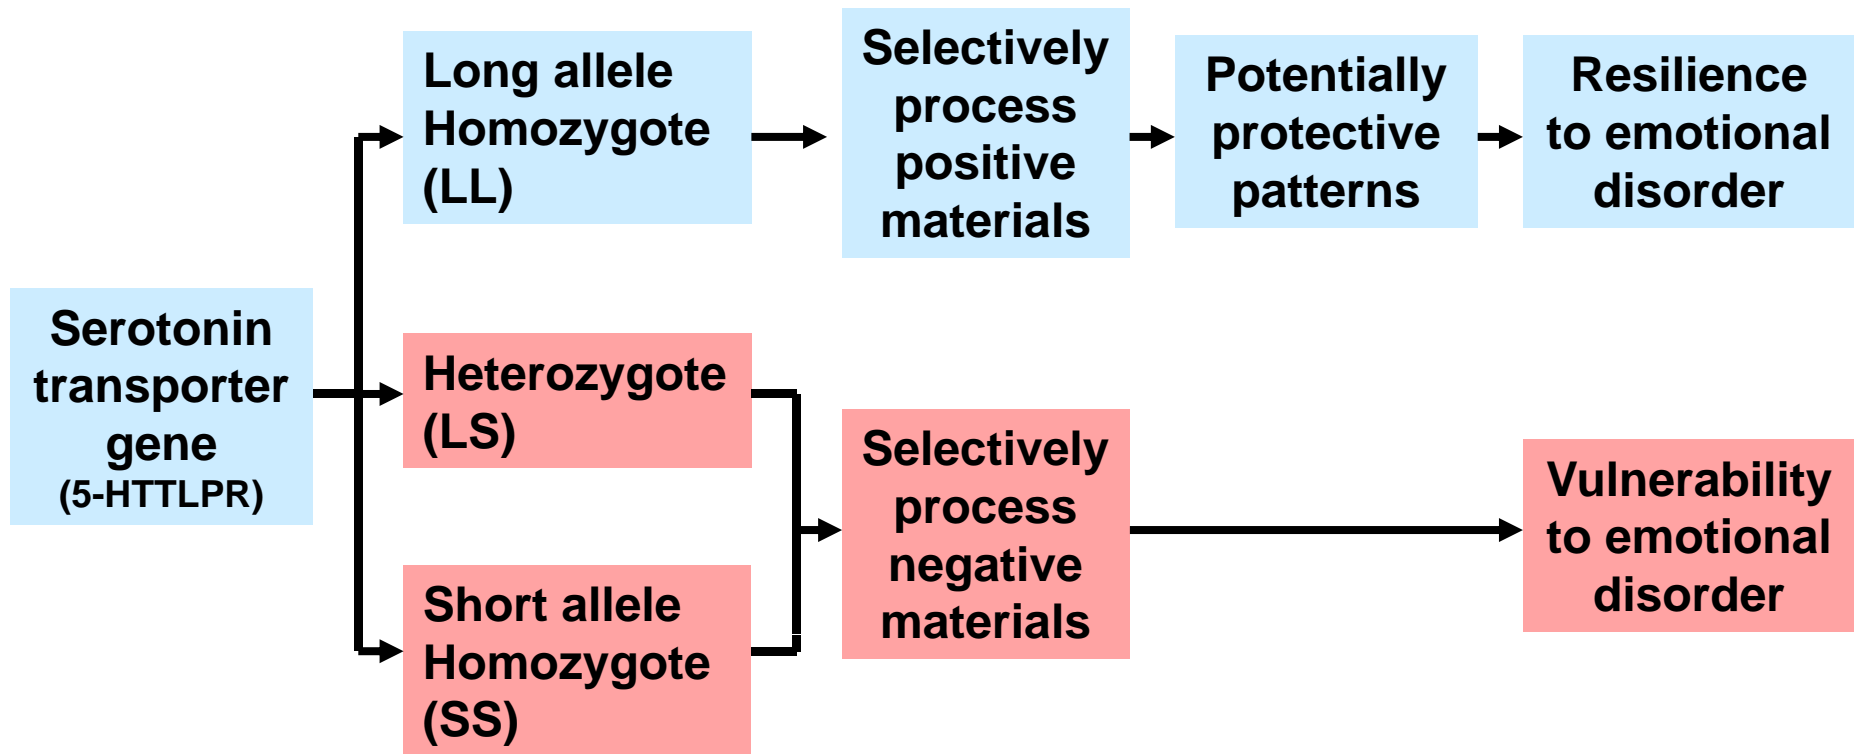 Serotonin
transporter
gene
(5-HTTLPR)
Long allele
Homozygote
(LL)
Selectively
process
positive
materials
Potentially
protective
patterns
Resilience
to emotional
disorder
Heterozygote
(LS)
Short allele
Homozygote
(SS)
Selectively
process
negative
materials
Vulnerability
to emotional
disorder